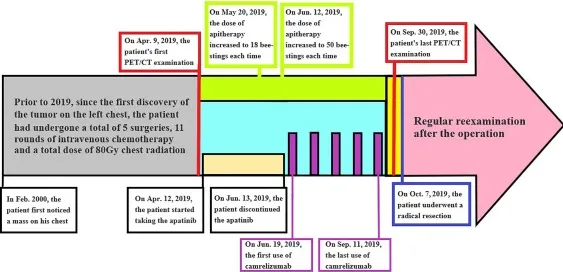 On May 20, 2019,
the dose of
apitherapy
increased to 18 bee-
stings each time
On Jun. 12, 2019,
the dose of
apitherapy
increased to 50 bee-
stings each time
On Apr. 9, 2019, the
patient's first
PET/CT
examination
On Sep. 30, 2019, the
patient's last PET/CT
examination
Prior to 2019, since the first discovery of
the tumor on the left chest, the patient
had undergone a total of 5 surgeries, 11
rounds of intravenous chemotherapy
and a total dose of 80Gy chest radiation
Regular reexamination
after the operation
In Feb. 2000, the
patient first noticed
a mass on his chest
On Apr. 12, 2019,
the patient started
taking the apatinib
On Jun. 13, 2019, the
patient discontinued
the apatinib
On Oct. 7, 2019, the
patient underwent a
radical resection
On Jun. 19, 2019,
the first use of
camrelizumab
On Sep. 11, 2019,
the last use of
camrelizumab